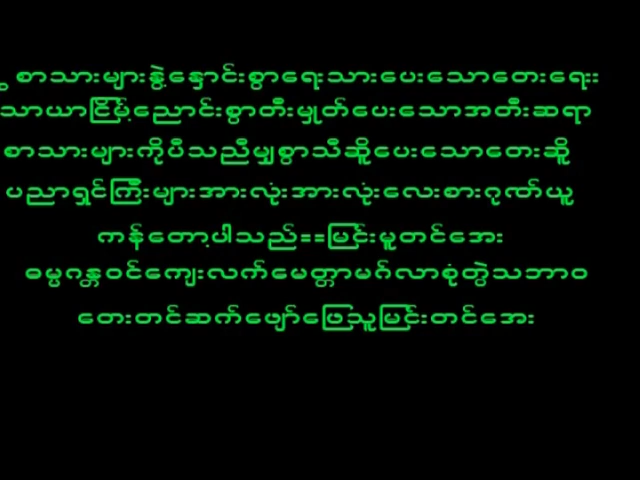 စာသားများနွဲ့နှောင်းစွာရေးသားပေးသောတေးရေး
သာယာငြိမ့်ညောင်းစွာတီးမှုတ်ပေးသောအတီးဆရာ
စာသားများကိုပီသညီမျှစွာသီဆိုပေးသောတေးဆို
ပညာရှင်ကြီးများအားလုံးအားလုံးလေးစားဂုဏ်ယူ
ကန်တော့ပါသည်==မြင်းမူတင်အေး
ဓမ္မဂန္တဝင်ကျေးလက်မေတ္တာမဂ်လာစုံတွဲသဘာဝ
တေးတင်ဆက်ဖျော်ဖြေသူမြင်းတင်အေး